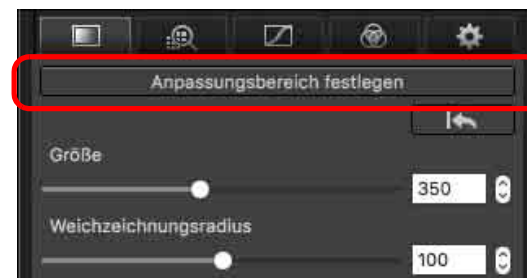 Anpassungsbereich festlegen
Größe
350
Weichzeichnungsradius
100